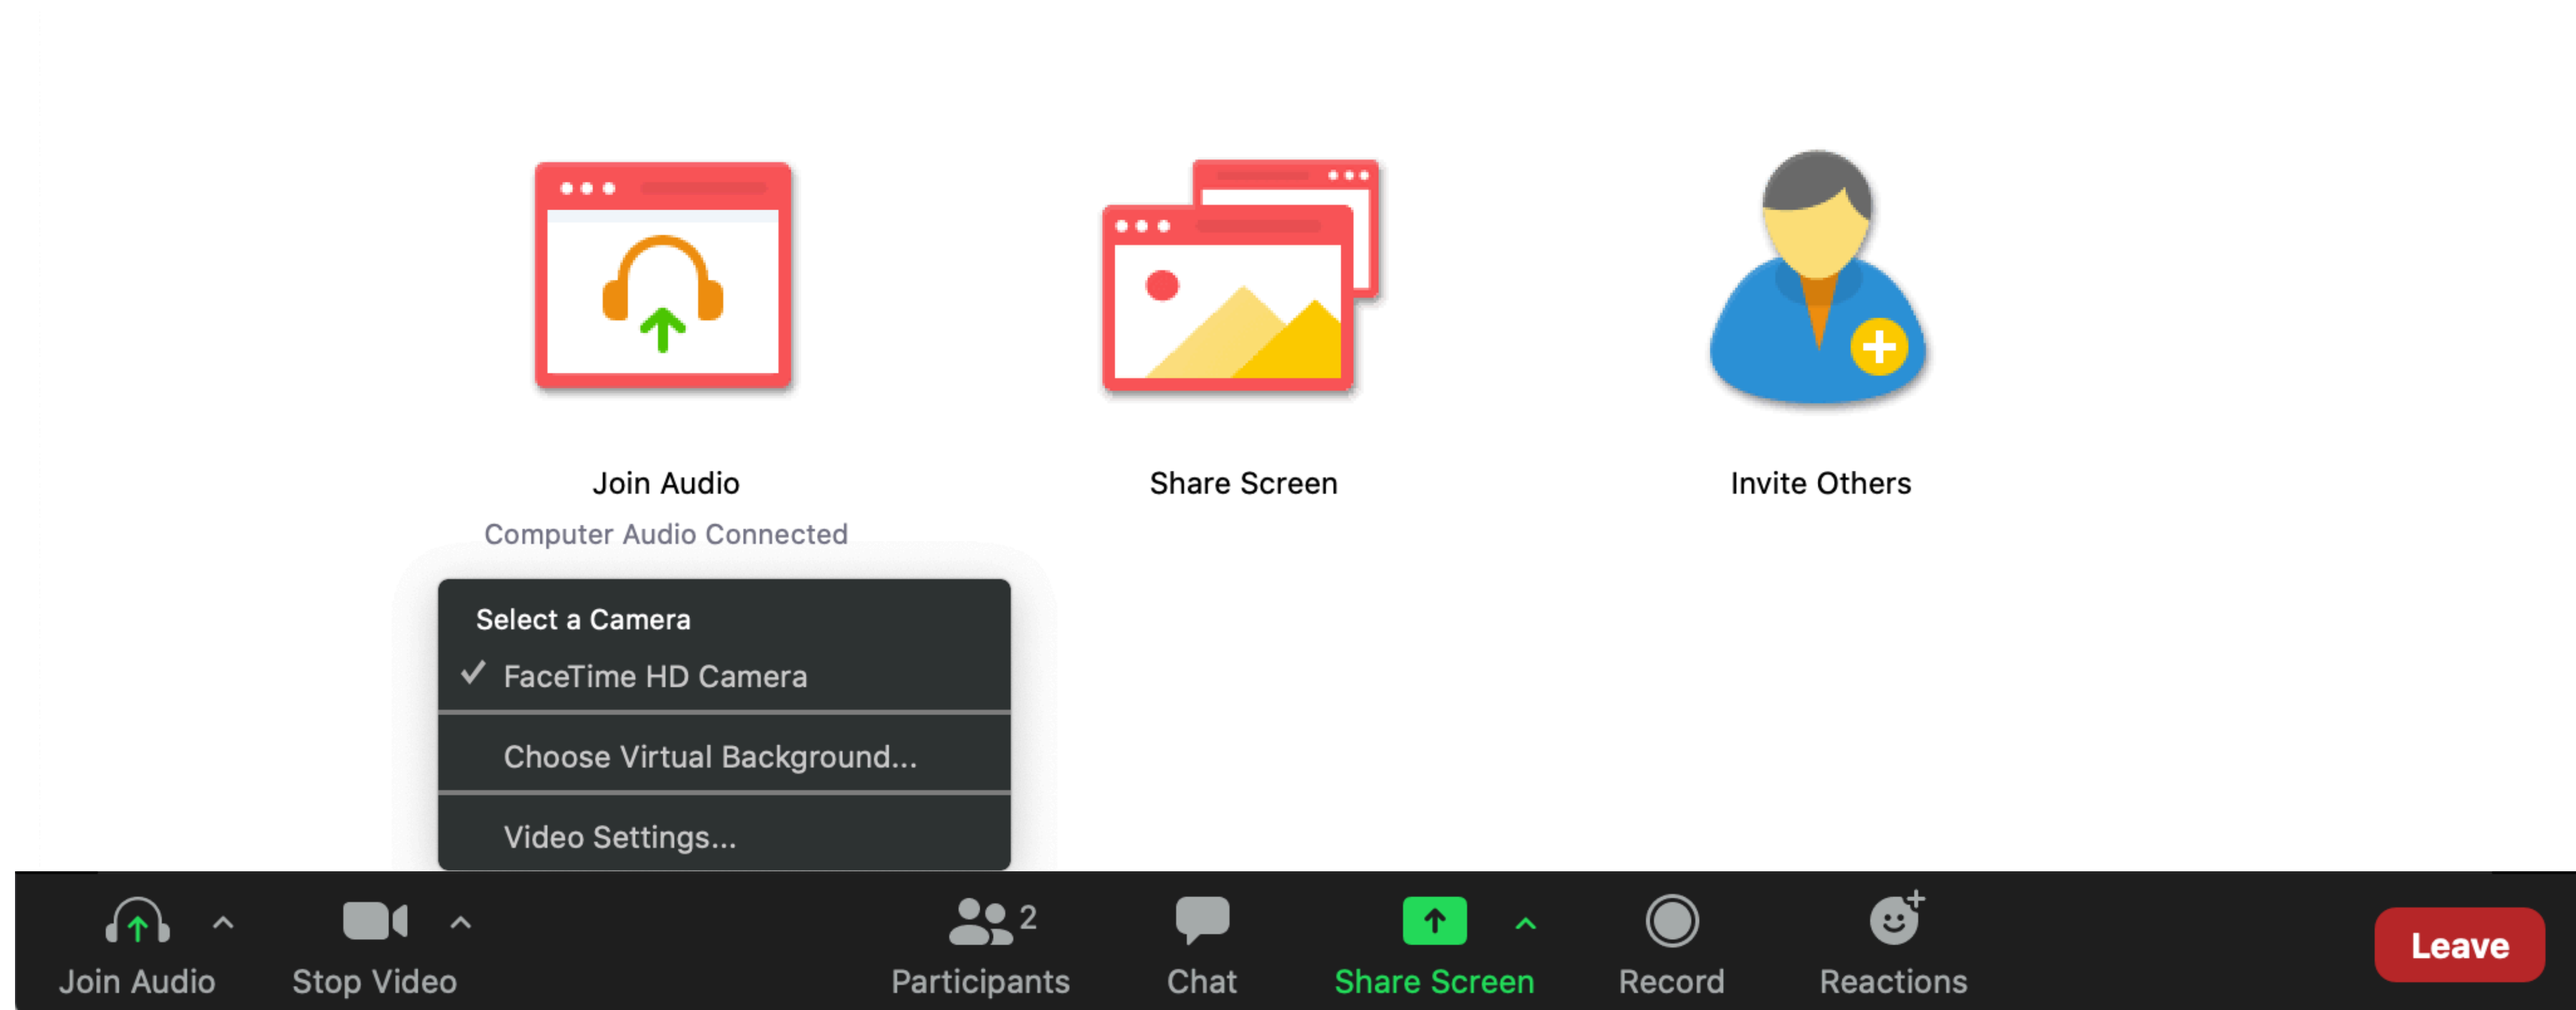 Join Audio
Share Screen
Invite Others
Computer Audio Connected
Select a Camera
✓ FaceTime HD Camera
Choose Virtual Background...
Video Settings...
2
Join Audio
Stop Video
Participants
Chat
Share Screen
Record
Reactions
Leave